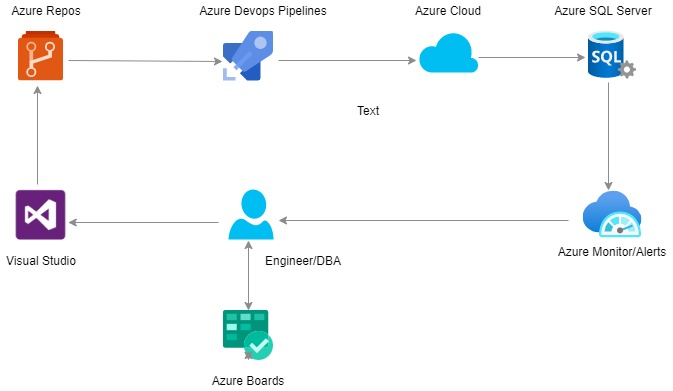 Azure Repos
Azure Devops Pipelines
Azure Cloud
Azure SQL Server
SQL
Text
Visual Studio
Engineer/DBA
Azure Monitor/Alerts
Azure Boards